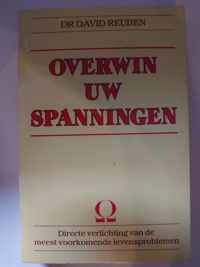 DR DAVID REUBEN
OVERWIN
UW
SPANNINGEN
Ω
Directe verlichting van de
meest voorkomende levensproblemen